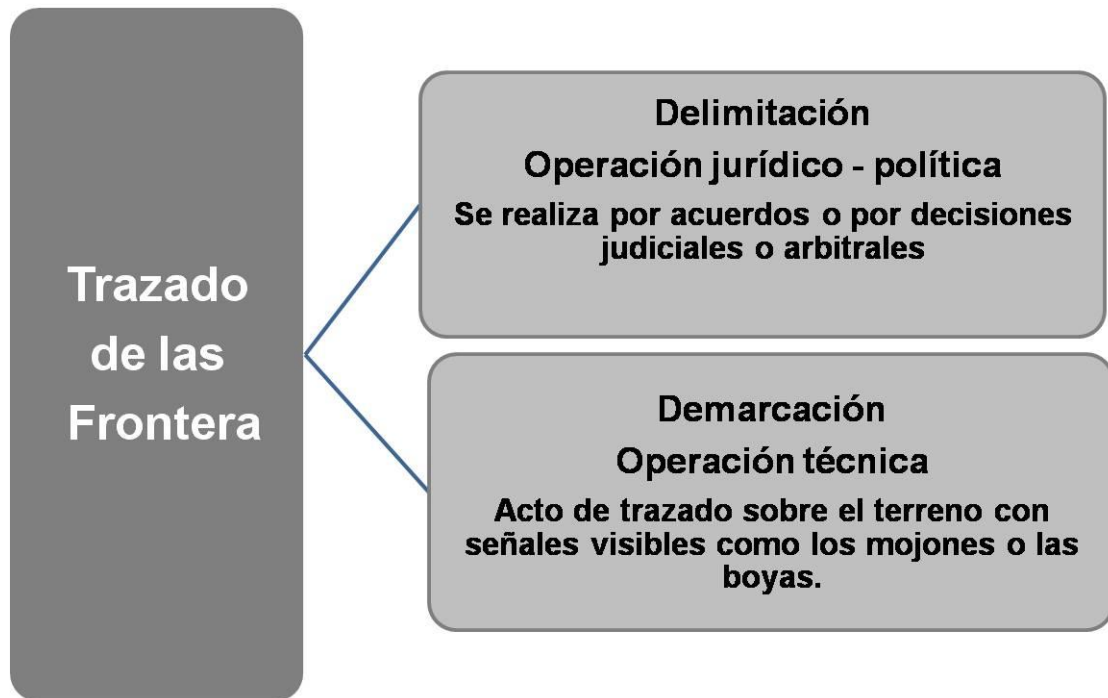 Trazado
de las
Frontera
Delimitación
Operación jurídico - política
Se realiza por acuerdos o por decisiones
judiciales o arbitrales
Demarcación
Operación técnica
Acto de trazado sobre el terreno con
señales visibles como los mojones o las
boyas.